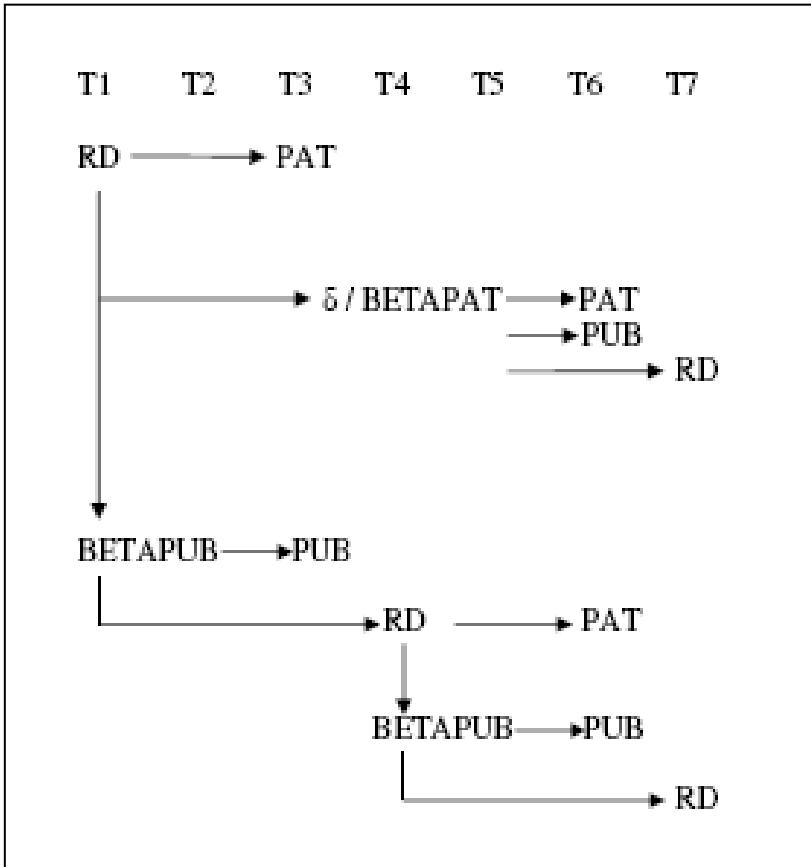 T1 T2 T3 T4 T5 T6 T7
RD PAT
δ / BETAPAT PAT
PUB
RD
BETAPUB PUB
RD PAT
BETAPUB PUB
RD